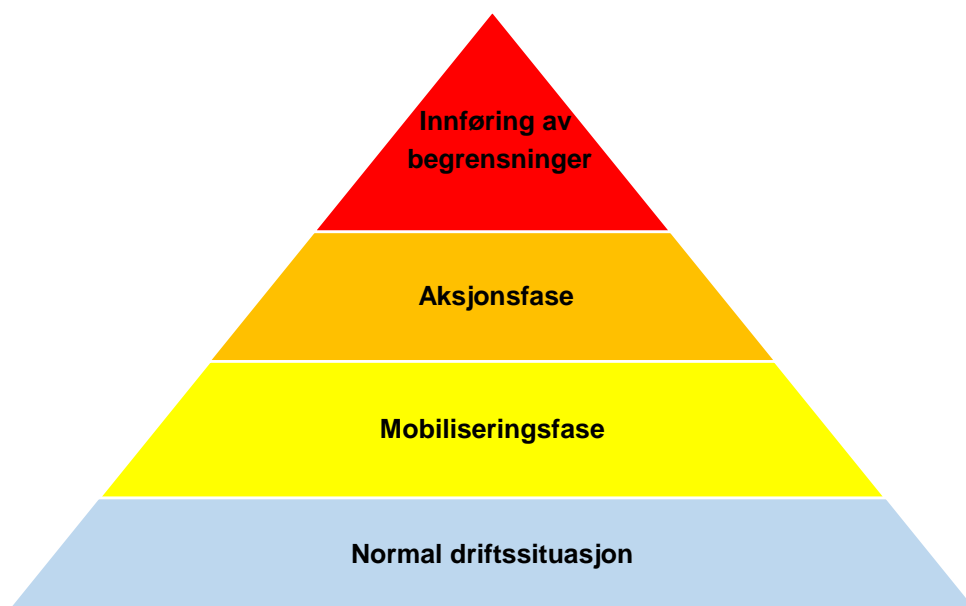 Innføring av
begrensninger
Aksjonsfase
Mobiliseringsfase
Normal driftssituasjon